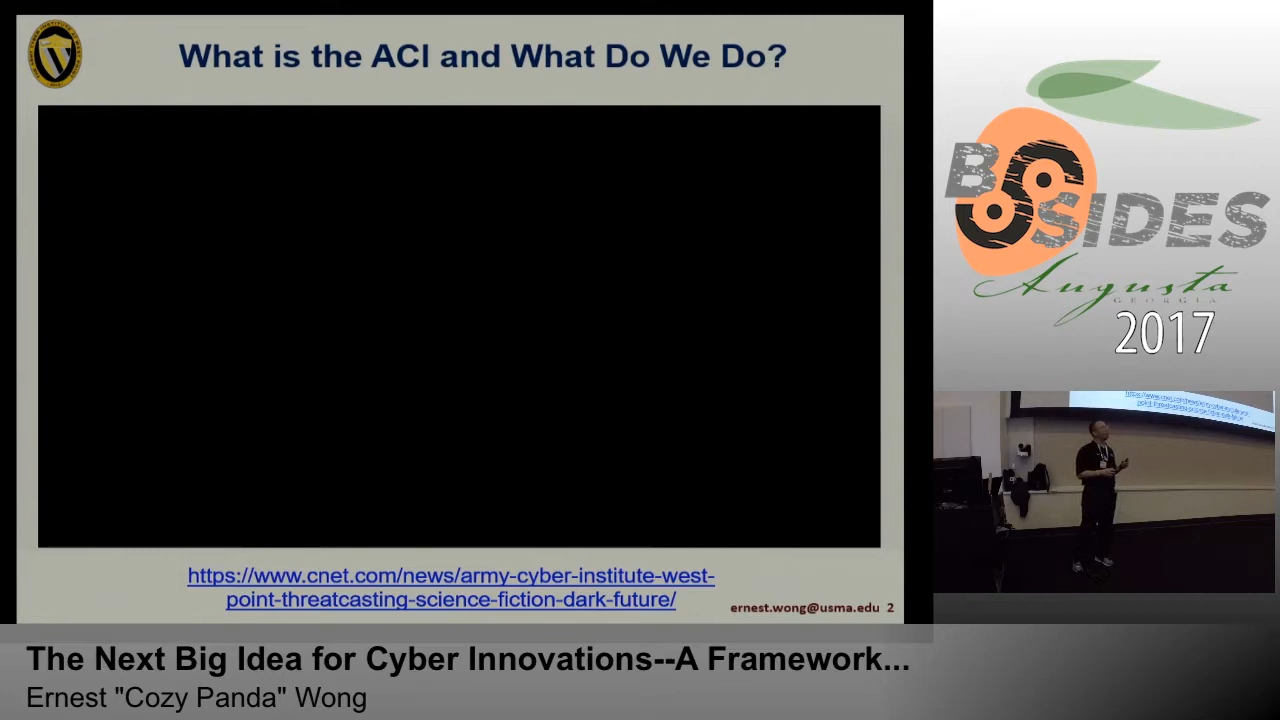 What is the ACI and What Do We Do?
https://www.cnet.com/news/army-cyber-institute-west-
point-threatcasting-science-fiction-dark-future/
ernest.wong@usma.edu 2
BSIDES
Augusta
GEORGIA
2017
The Next Big Idea for Cyber Innovations--A Framework...
Ernest "Cozy Panda" Wong